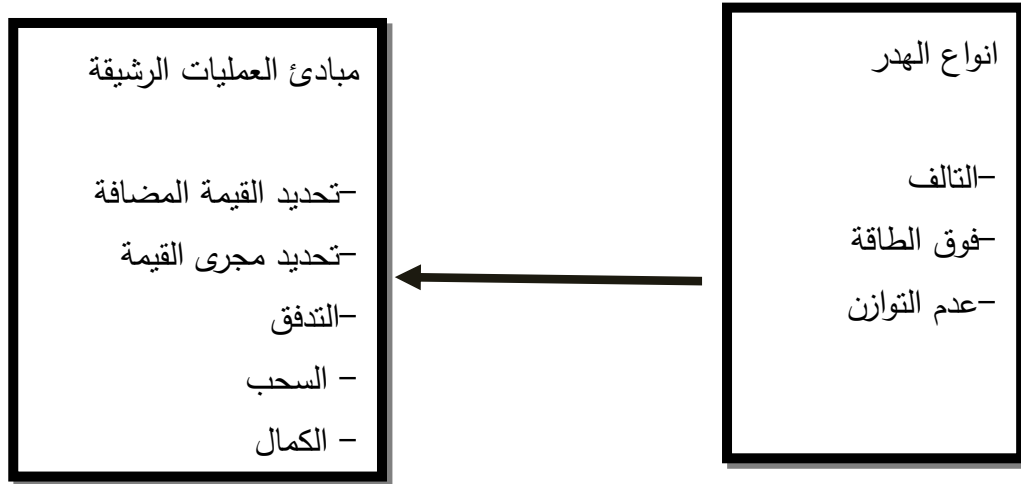 انواع الهدر
-التالف
-فوق الطاقة
-عدم التوازن
مبادئ العمليات الرشيقة
-تحديد القيمة المضافة
-تحديد مجرى القيمة
-التدفق
- السحب
- الكمال